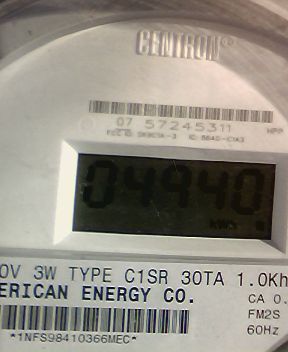 CENTRON®
07 57245311
04940
0V 3W TYPE C1SR 30TA 1.0Kh
ERICAN ENERGY CO.
CA 0.
FM2S
60Hz
*1NFS98410366MEC*